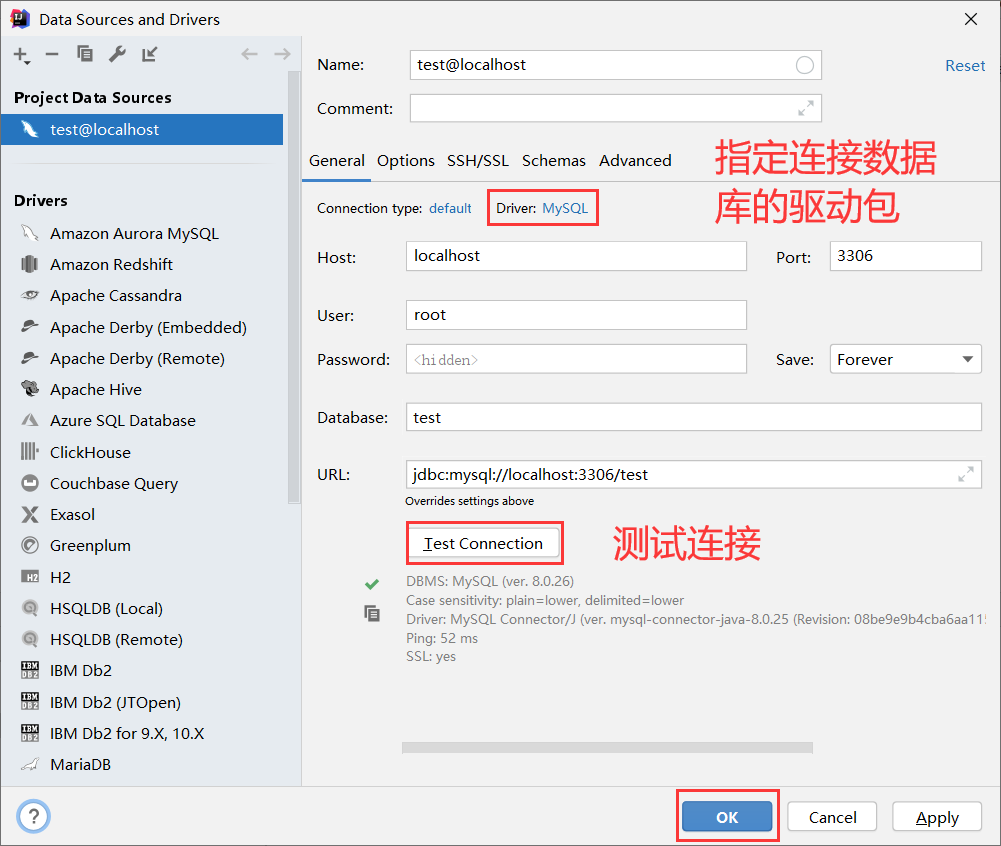 Data Sources and Drivers
Project Data Sources
test@localhost
Drivers
Amazon Aurora MySQL
Amazon Redshift
Apache Cassandra
Apache Derby (Embedded)
Apache Derby (Remote)
Apache Hive
Azure SQL Database
ClickHouse
Couchbase Query
Exasol
Greenplum
H2
HSQLDB (Local)
HSQLDB (Remote)
IBM Db2
IBM Db2 (JTOpen)
IBM Db2 for 9.X, 10.X
MariaDB
Name: test@localhost Reset
Comment:
General Options SSH/SSL Schemas Advanced
指定连接数据
库的驱动包
Connection type: default Driver: MySQL
Host: localhost Port: 3306
User: root
Password: <hidden> Save: Forever
Database: test
URL: jdbc:mysql://localhost:3306/test
Overrides settings above
Test Connection 测试连接
DBMS: MySQL (ver. 8.0.26)
Case sensitivity: plain=lower, delimited=lower
Driver: MySQL Connector/J (ver. mysql-connector-java-8.0.25 (Revision: 08be9e9b4cba6aa115
Ping: 52 ms
SSL: yes
? OK Cancel Apply